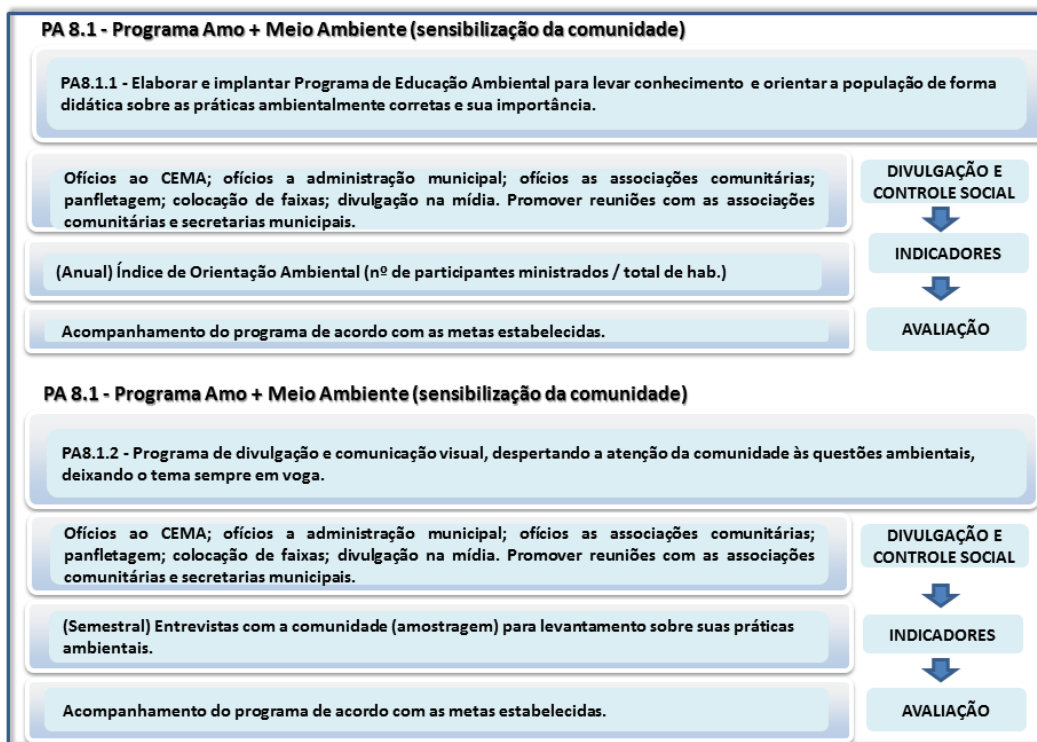 PA 8.1 - Programa Amo + Meio Ambiente (sensibilização da comunidade)
PA8.1.1 - Elaborar e implantar Programa de Educação Ambiental para levar conhecimento e orientar a população de forma
didática sobre as práticas ambientalmente corretas e sua importância.
Ofícios ao CEMA; ofícios a administração municipal; ofícios as associações comunitárias;
panfletagem; colocação de faixas; divulgação na mídia. Promover reuniões com as associações
comunitárias e secretarias municipais.
DIVULGAÇÃO E
CONTROLE SOCIAL
(Anual) Índice de Orientação Ambiental (nº de participantes ministrados / total de hab.)
INDICADORES
Acompanhamento do programa de acordo com as metas estabelecidas.
AVALIAÇÃO
PA 8.1 - Programa Amo + Meio Ambiente (sensibilização da comunidade)
PA8.1.2 - Programa de divulgação e comunicação visual, despertando a atenção da comunidade às questões ambientais,
deixando o tema sempre em voga.
Ofícios ao CEMA; ofícios a administração municipal; ofícios as associações comunitárias;
panfletagem; colocação de faixas; divulgação na mídia. Promover reuniões com as associações
comunitárias e secretarias municipais.
DIVULGAÇÃO E
CONTROLE SOCIAL
(Semestral) Entrevistas com a comunidade (amostragem) para levantamento sobre suas práticas
ambientais.
INDICADORES
Acompanhamento do programa de acordo com as metas estabelecidas.
AVALIAÇÃO